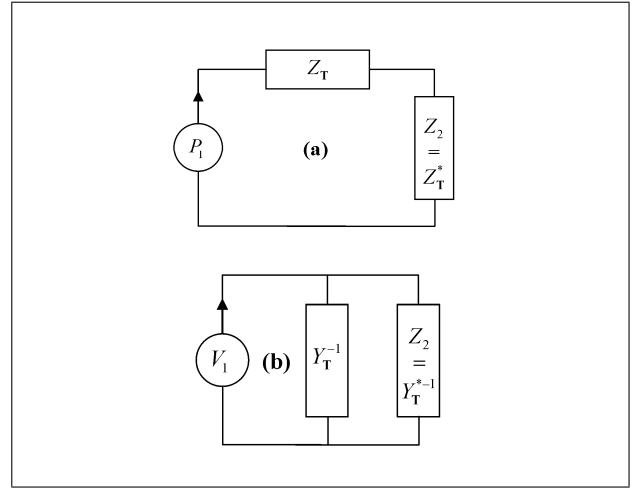 Z_T
P_1
(a)
Z_2
=
Z_T^*
V_1
(b)
Y_T^{-1}
Z_2
=
Y_T^{*-1}